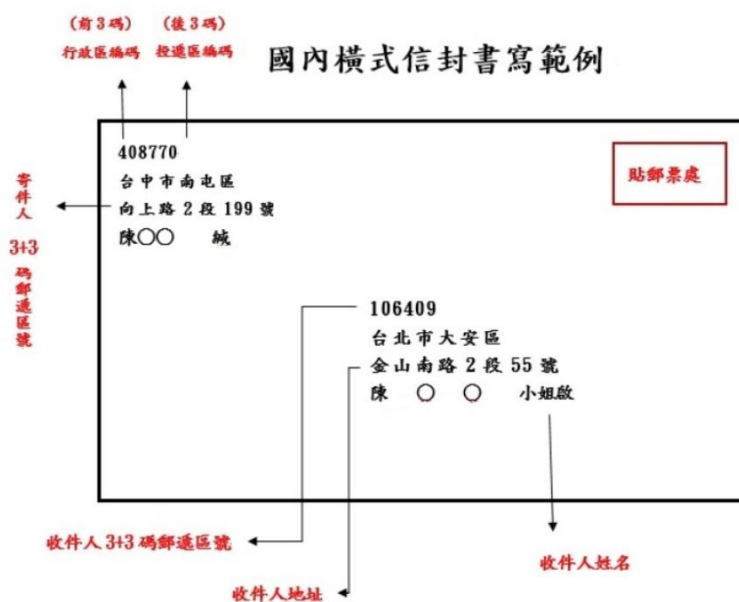 (前3碼)
行政區編碼
(後3碼)
投遞區編碼
國內橫式信封書寫範例
408770
台中市南屯區
向上路2段199號
陳○○ 緘
貼郵票處
寄件人
3+3
碼郵遞區號
106409
台北市大安區
金山南路2段55號
陳 ○ ○ 小姐啟
收件人3+3碼郵遞區號
收件人地址
收件人姓名